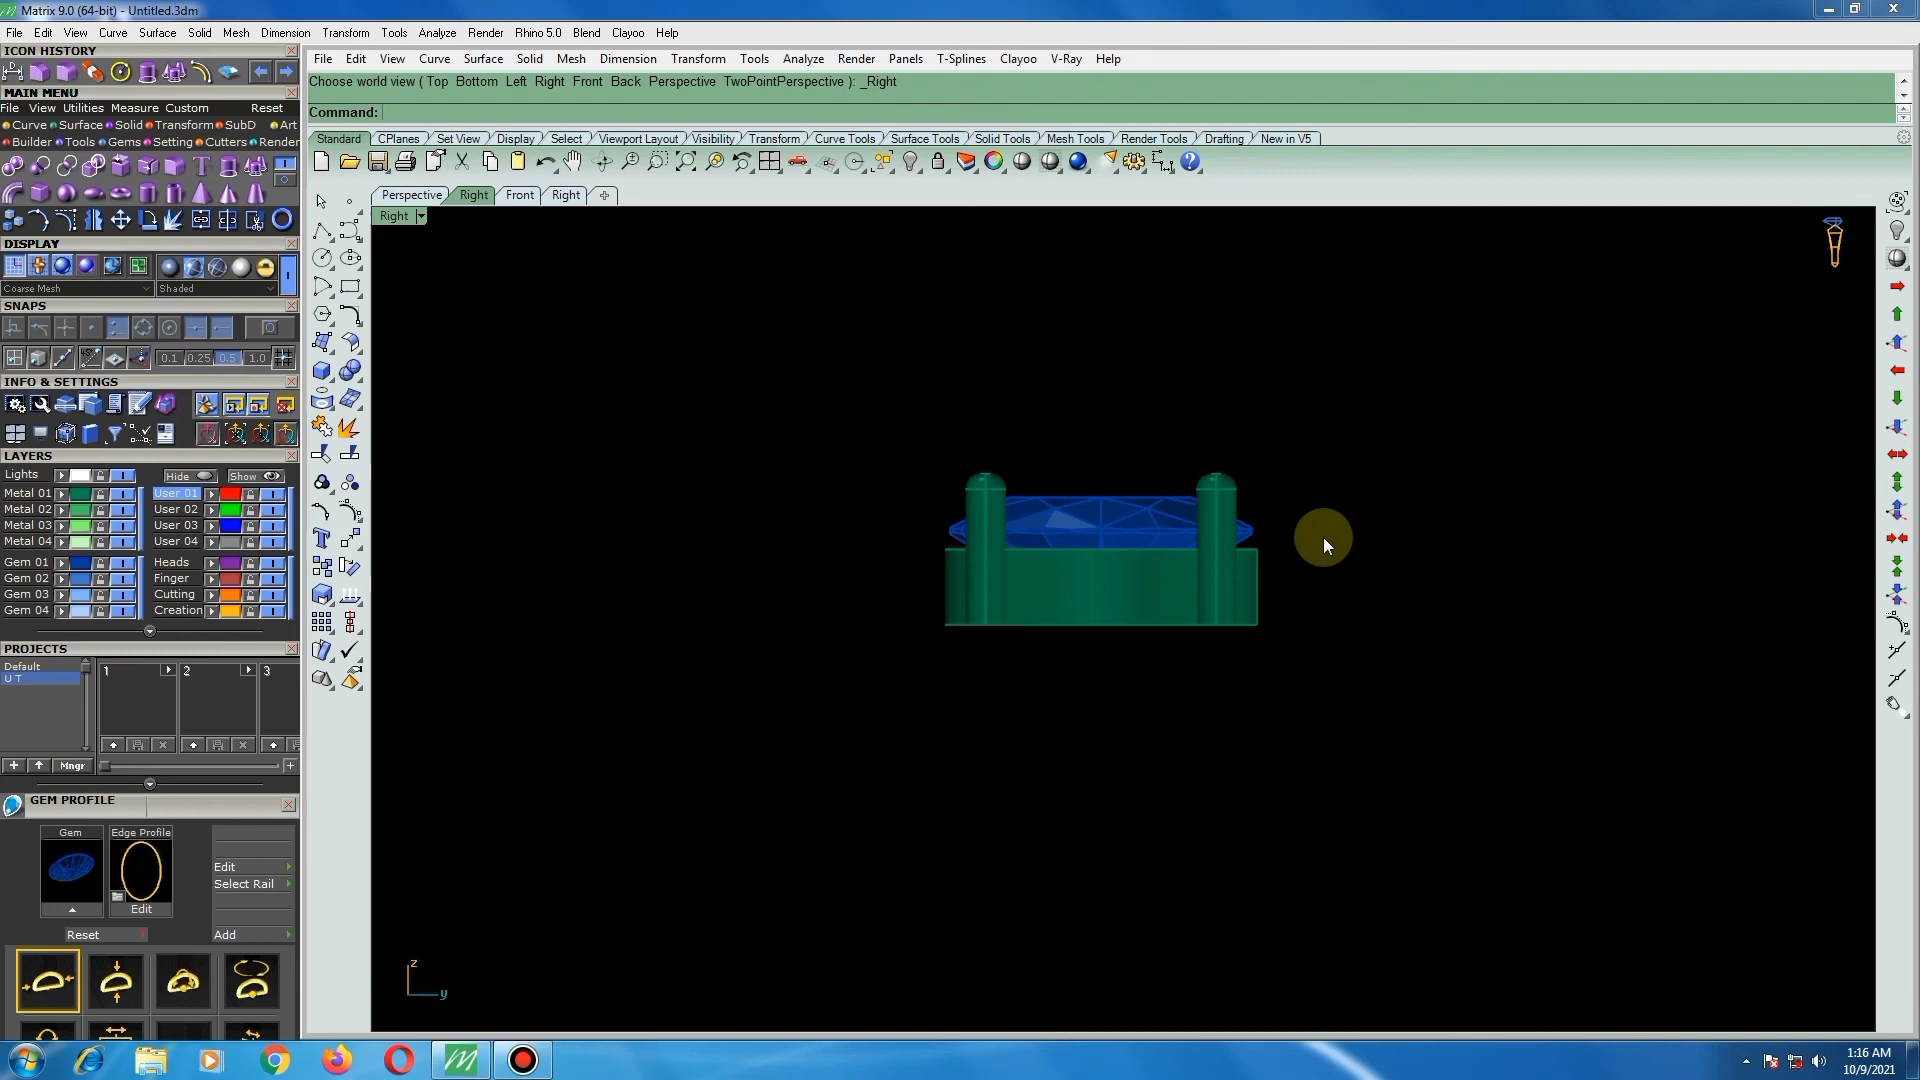 Matrix 9.0 (64-bit) - Untitled.3dm
File Edit View Curve Surface Solid Mesh Dimension Transform Tools Analyze Render Rhino 5.0 Blend Clayoo Help
ICON HISTORY
MAIN MENU
File View Utilities Measure Custom Reset
Curve Surface Solid Transform SubD Art
Builder Tools Gems Setting Cutters Render
DISPLAY
Coarse Mesh Shaded
SNAPS
0.1 0.25 0.5 1.0
INFO & SETTINGS
LAYERS
Lights Hide Show
Metal 01 User 01
Metal 02 User 02
Metal 03 User 03
Metal 04 User 04
Gem 01 Heads
Gem 02 Finger
Gem 03 Cutting
Gem 04 Creation
PROJECTS
Default
U T
1 2 3
+ Mngr +
GEM PROFILE
Gem Edge Profile
Edit
Select Rail
Edit
Reset Add
File Edit View Curve Surface Solid Mesh Dimension Transform Tools Analyze Render Panels T-Splines Clayoo V-Ray Help
Choose world view ( Top Bottom Left Right Front Back Perspective TwoPointPerspective ): _Right
Command:
Standard CPlanes Set View Display Select Viewport Layout Visibility Transform Curve Tools Surface Tools Solid Tools Mesh Tools Render Tools Drafting New in V5
Perspective Right Front Right
Right
z
y
1:16 AM
10/9/2021